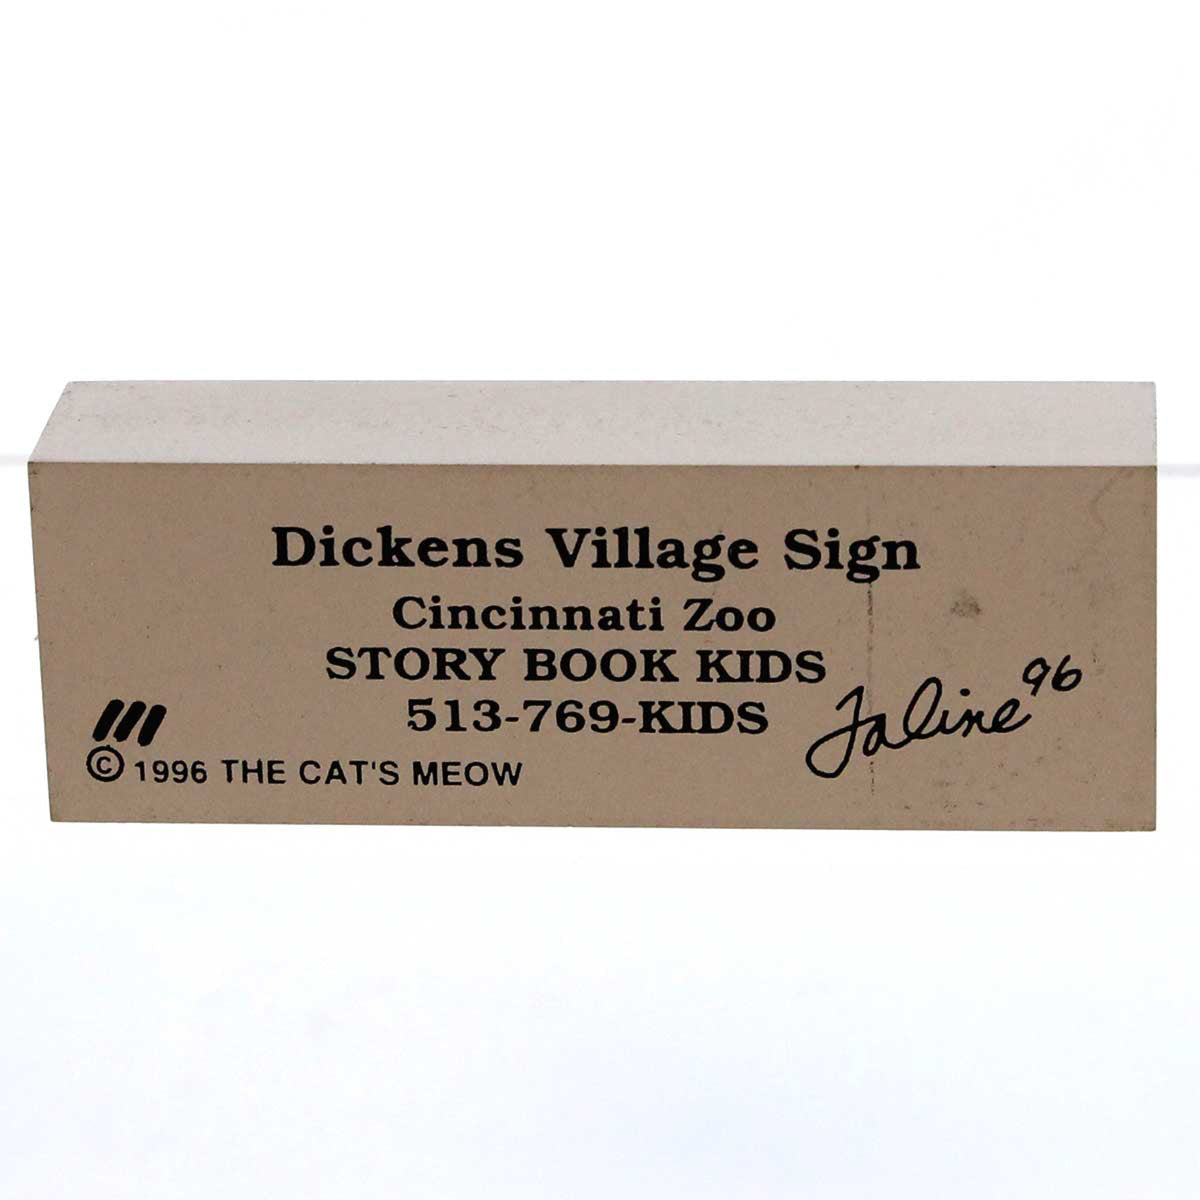 Dickens Village Sign
Cincinnati Zoo
STORY BOOK KIDS
513-769-KIDS
Faline 96
© 1996 THE CAT'S MEOW